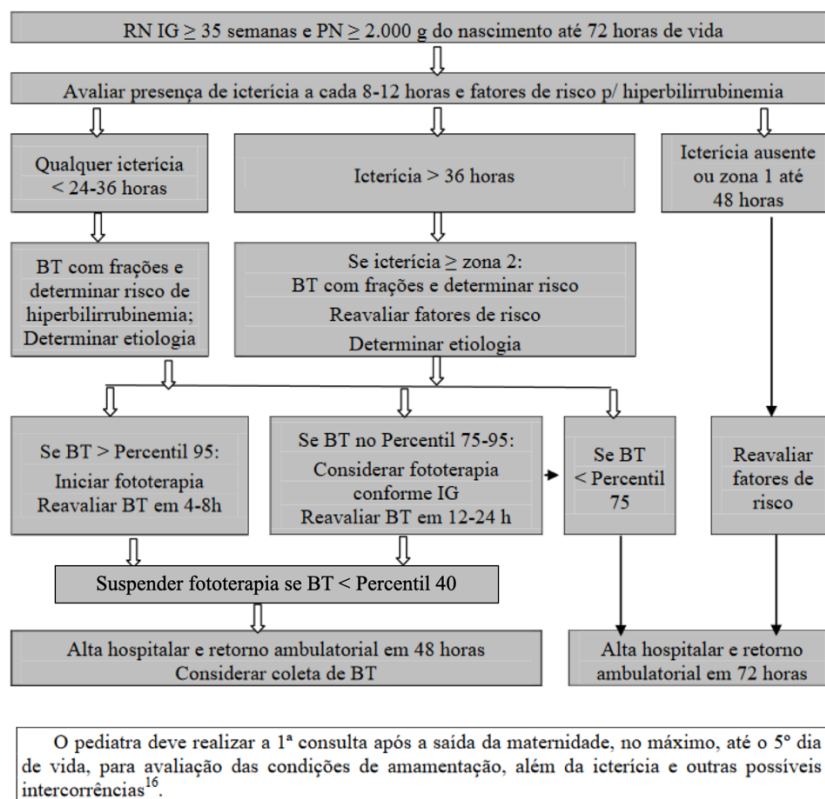 RN IG ≥ 35 semanas e PN ≥ 2.000 g do nascimento até 72 horas de vida
Avaliar presença de icterícia a cada 8-12 horas e fatores de risco p/ hiperbilirrubinemia
Qualquer icterícia
< 24-36 horas
Icterícia > 36 horas
Icterícia ausente
ou zona 1 até
48 horas
BT com frações e
determinar risco de
hiperbilirrubinemia;
Determinar etiologia
Se icterícia ≥ zona 2:
BT com frações e determinar risco
Reavaliar fatores de risco
Determinar etiologia
Se BT > Percentil 95:
Iniciar fototerapia
Reavaliar BT em 4-8h
Se BT no Percentil 75-95:
Considerar fototerapia
conforme IG
Reavaliar BT em 12-24 h
Se BT
< Percentil
75
Reavaliar
fatores de
risco
Suspender fototerapia se BT < Percentil 40
Alta hospitalar e retorno ambulatorial em 48 horas
Considerar coleta de BT
Alta hospitalar e retorno
ambulatorial em 72 horas
O pediatra deve realizar a 1ª consulta após a saída da maternidade, no máximo, até o 5º dia
de vida, para avaliação das condições de amamentação, além da icterícia e outras possíveis
intercorrências¹⁶.